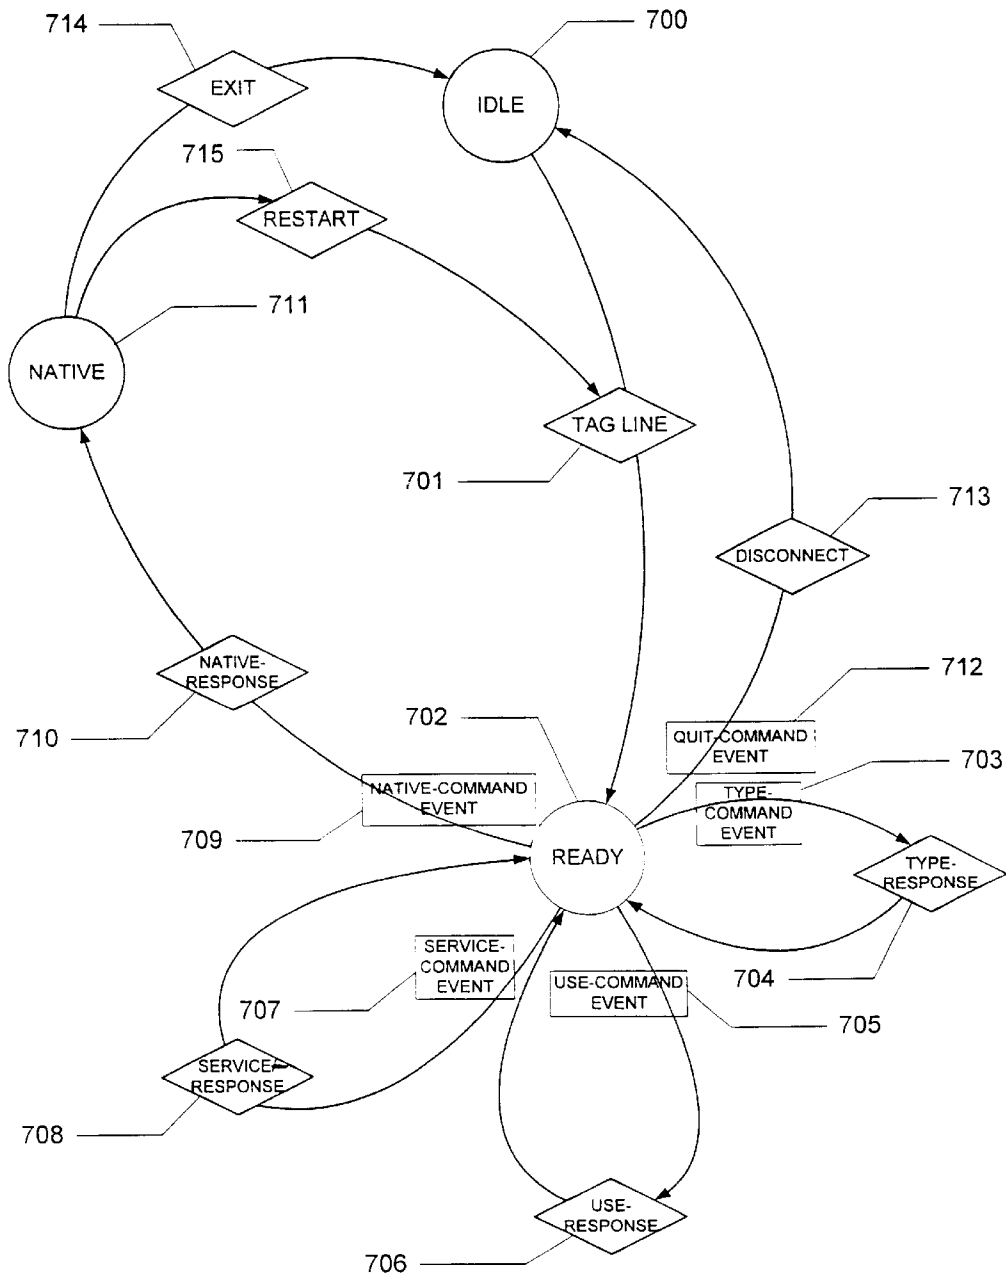 714
EXIT
700
IDLE
715
RESTART
711
NATIVE
TAG LINE
701
713
DISCONNECT
NATIVE-
RESPONSE
710
702
712
QUIT-COMMAND
EVENT
703
TYPE-
COMMAND
EVENT
NATIVE-COMMAND
EVENT
709
READY
TYPE-
RESPONSE
704
SERVICE-
COMMAND
EVENT
707
USE-COMMAND
EVENT
705
SERVICE-
RESPONSE
708
USE-
RESPONSE
706